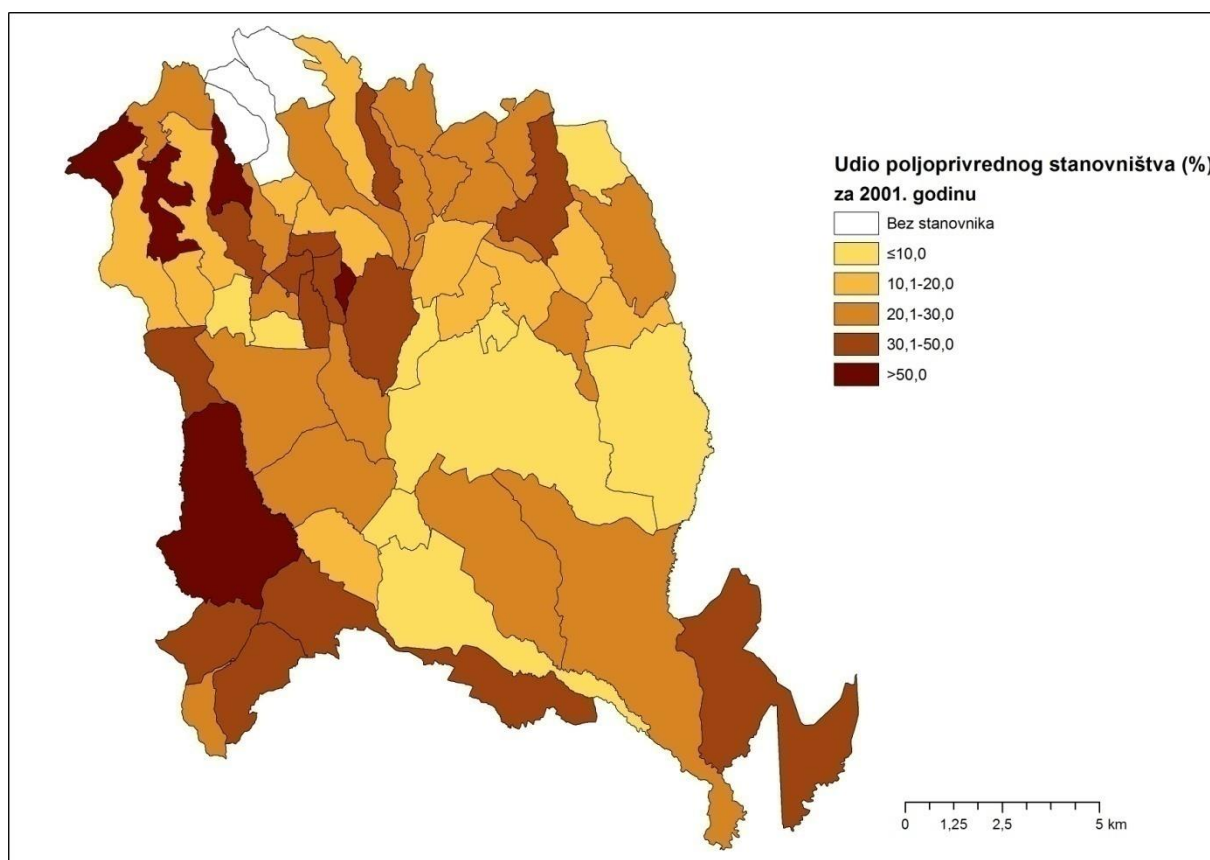 Udio poljoprivrednog stanovništva (%)
za 2001. godinu
Bez stanovnika
≤10,0
10,1-20,0
20,1-30,0
30,1-50,0
>50,0
0 1,25 2,5 5 km